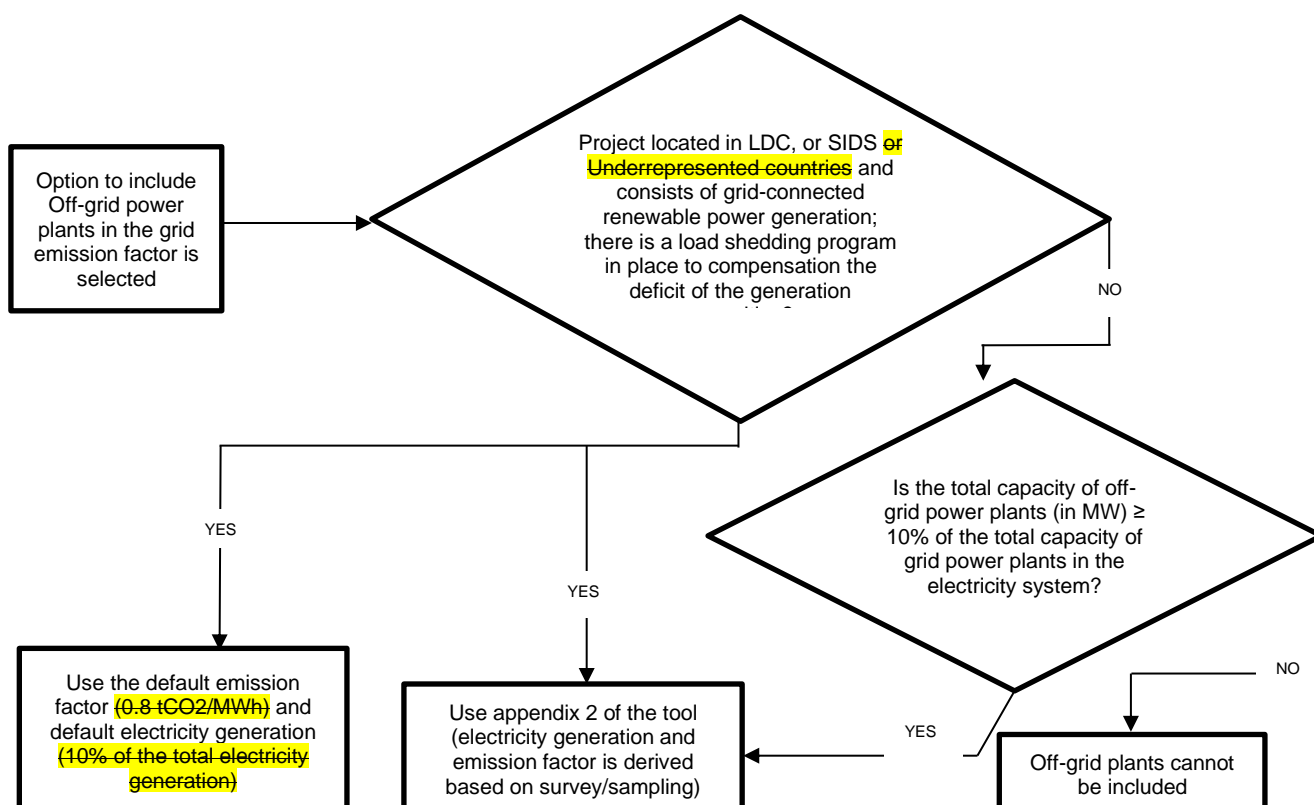 Option to include
Off-grid power
plants in the grid
emission factor is
selected
Project located in LDC, or SIDS or
Underrepresented countries and
consists of grid-connected
renewable power generation;
there is a load shedding program
in place to compensation the
deficit of the generation
NO
Is the total capacity of off-
grid power plants (in MW) ≥
10% of the total capacity of
grid power plants in the
electricity system?
YES
YES
NO
YES
Use the default emission
factor (0.8 tCO2/MWh) and
default electricity generation
(10% of the total electricity
generation)
Use appendix 2 of the tool
(electricity generation and
emission factor is derived
based on survey/sampling)
Off-grid plants cannot
be included